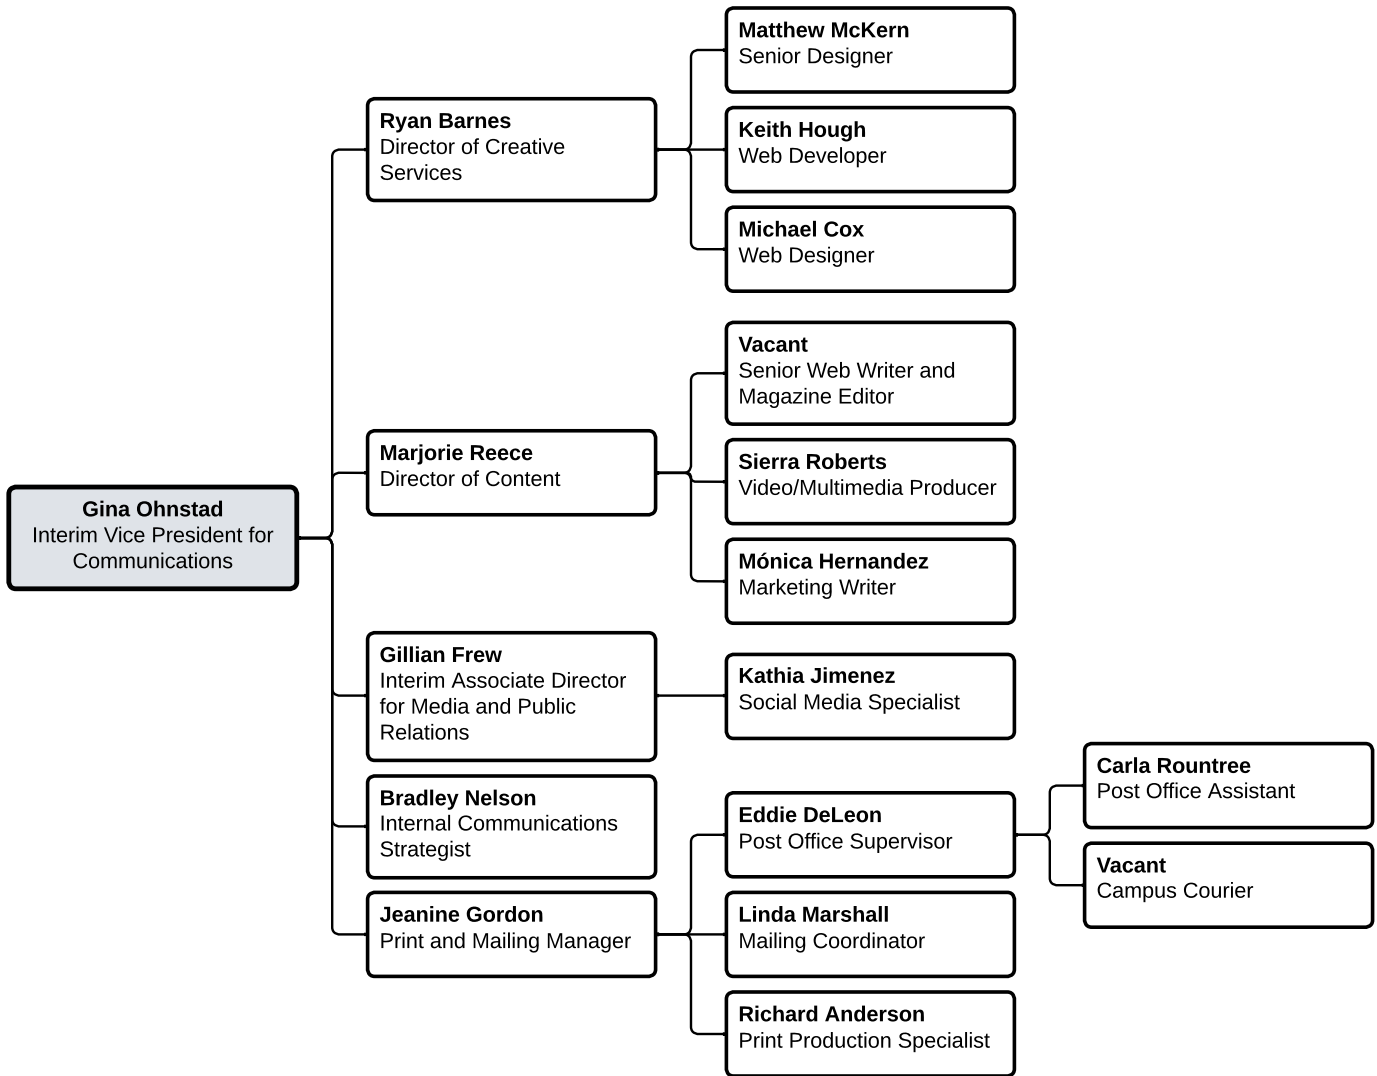 Gina Ohnstad
Interim Vice President for
Communications
Ryan Barnes
Director of Creative
Services
Matthew McKern
Senior Designer
Keith Hough
Web Developer
Michael Cox
Web Designer
Marjorie Reece
Director of Content
Vacant
Senior Web Writer and
Magazine Editor
Sierra Roberts
Video/Multimedia Producer
Mónica Hernandez
Marketing Writer
Gillian Frew
Interim Associate Director
for Media and Public
Relations
Kathia Jimenez
Social Media Specialist
Bradley Nelson
Internal Communications
Strategist
Jeanine Gordon
Print and Mailing Manager
Eddie DeLeon
Post Office Supervisor
Carla Rountree
Post Office Assistant
Vacant
Campus Courier
Linda Marshall
Mailing Coordinator
Richard Anderson
Print Production Specialist